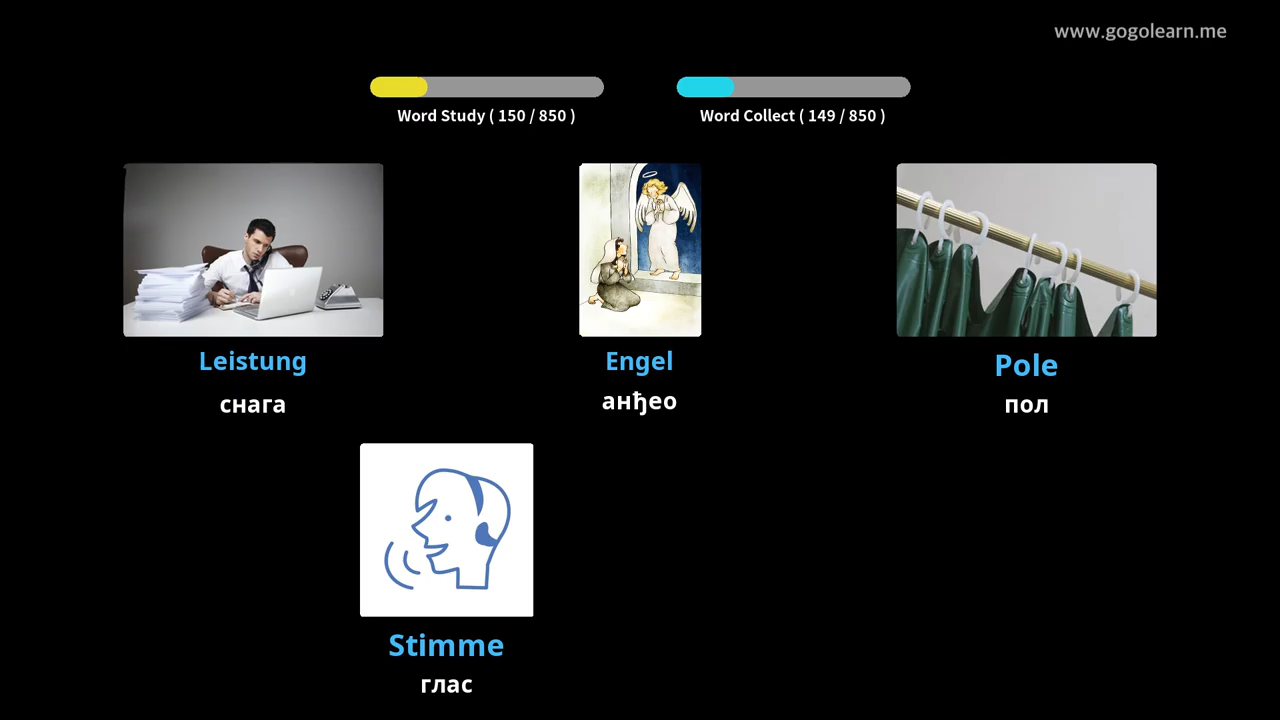 www.gogolearn.me
Word Study ( 150 / 850 )
Word Collect ( 149 / 850 )
Leistung
снага
Engel
анђео
Pole
пол
Stimme
глас